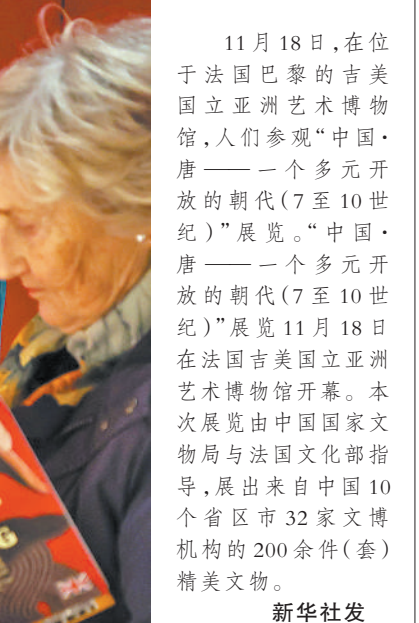 11月18日,在位
于法国巴黎的吉美
国立亚洲艺术博物
馆,人们参观“中国·
唐——一个多元开
放的朝代(7至10世
纪)”展览。“中国·
唐——一个多元开
放的朝代(7至10世
纪)”展览11月18日
在法国吉美国立亚洲
艺术博物馆开幕。本
次展览由中国国家文
物局与法国文化部指
导,展出来自中国10
个省区市32家文博
机构的200余件(套)
精美文物。
新华社发
G